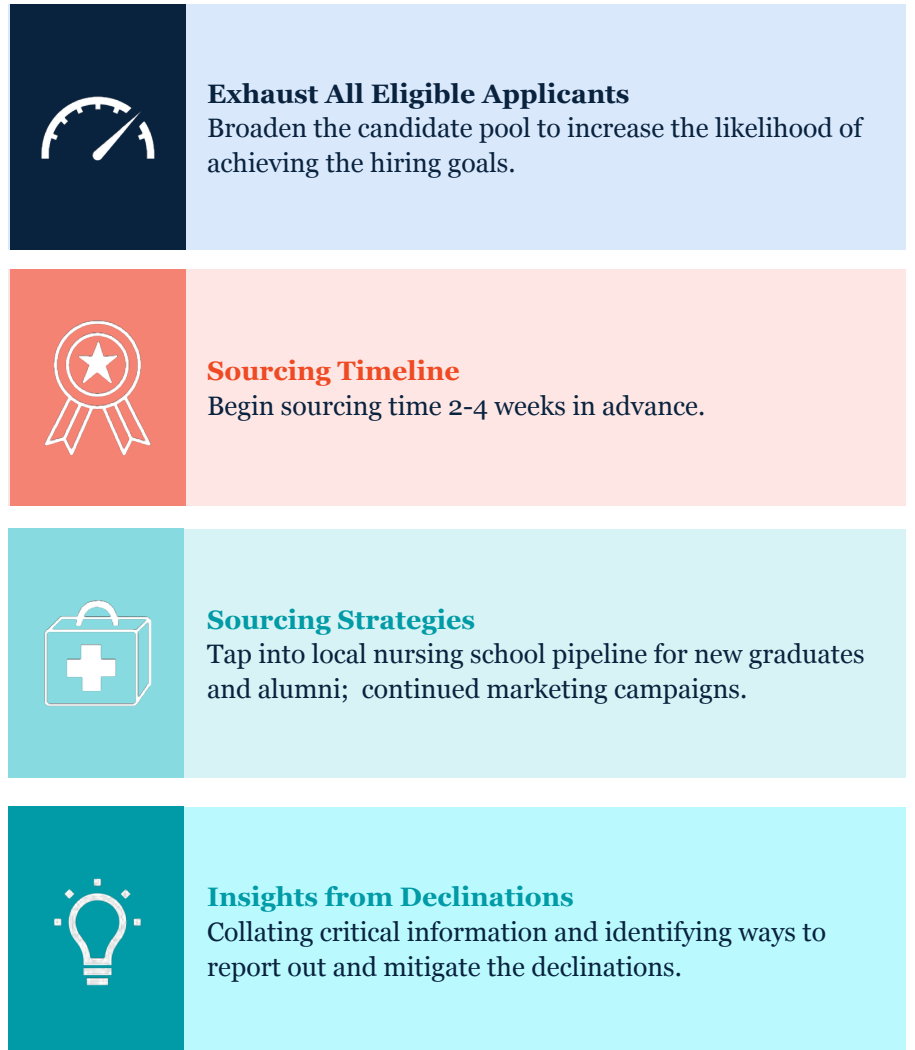 Exhaust All Eligible Applicants
Broaden the candidate pool to increase the likelihood of
achieving the hiring goals.
Sourcing Timeline
Begin sourcing time 2-4 weeks in advance.
Sourcing Strategies
Tap into local nursing school pipeline for new graduates
and alumni;  continued marketing campaigns.
Insights from Declinations
Collating critical information and identifying ways to
report out and mitigate the declinations.